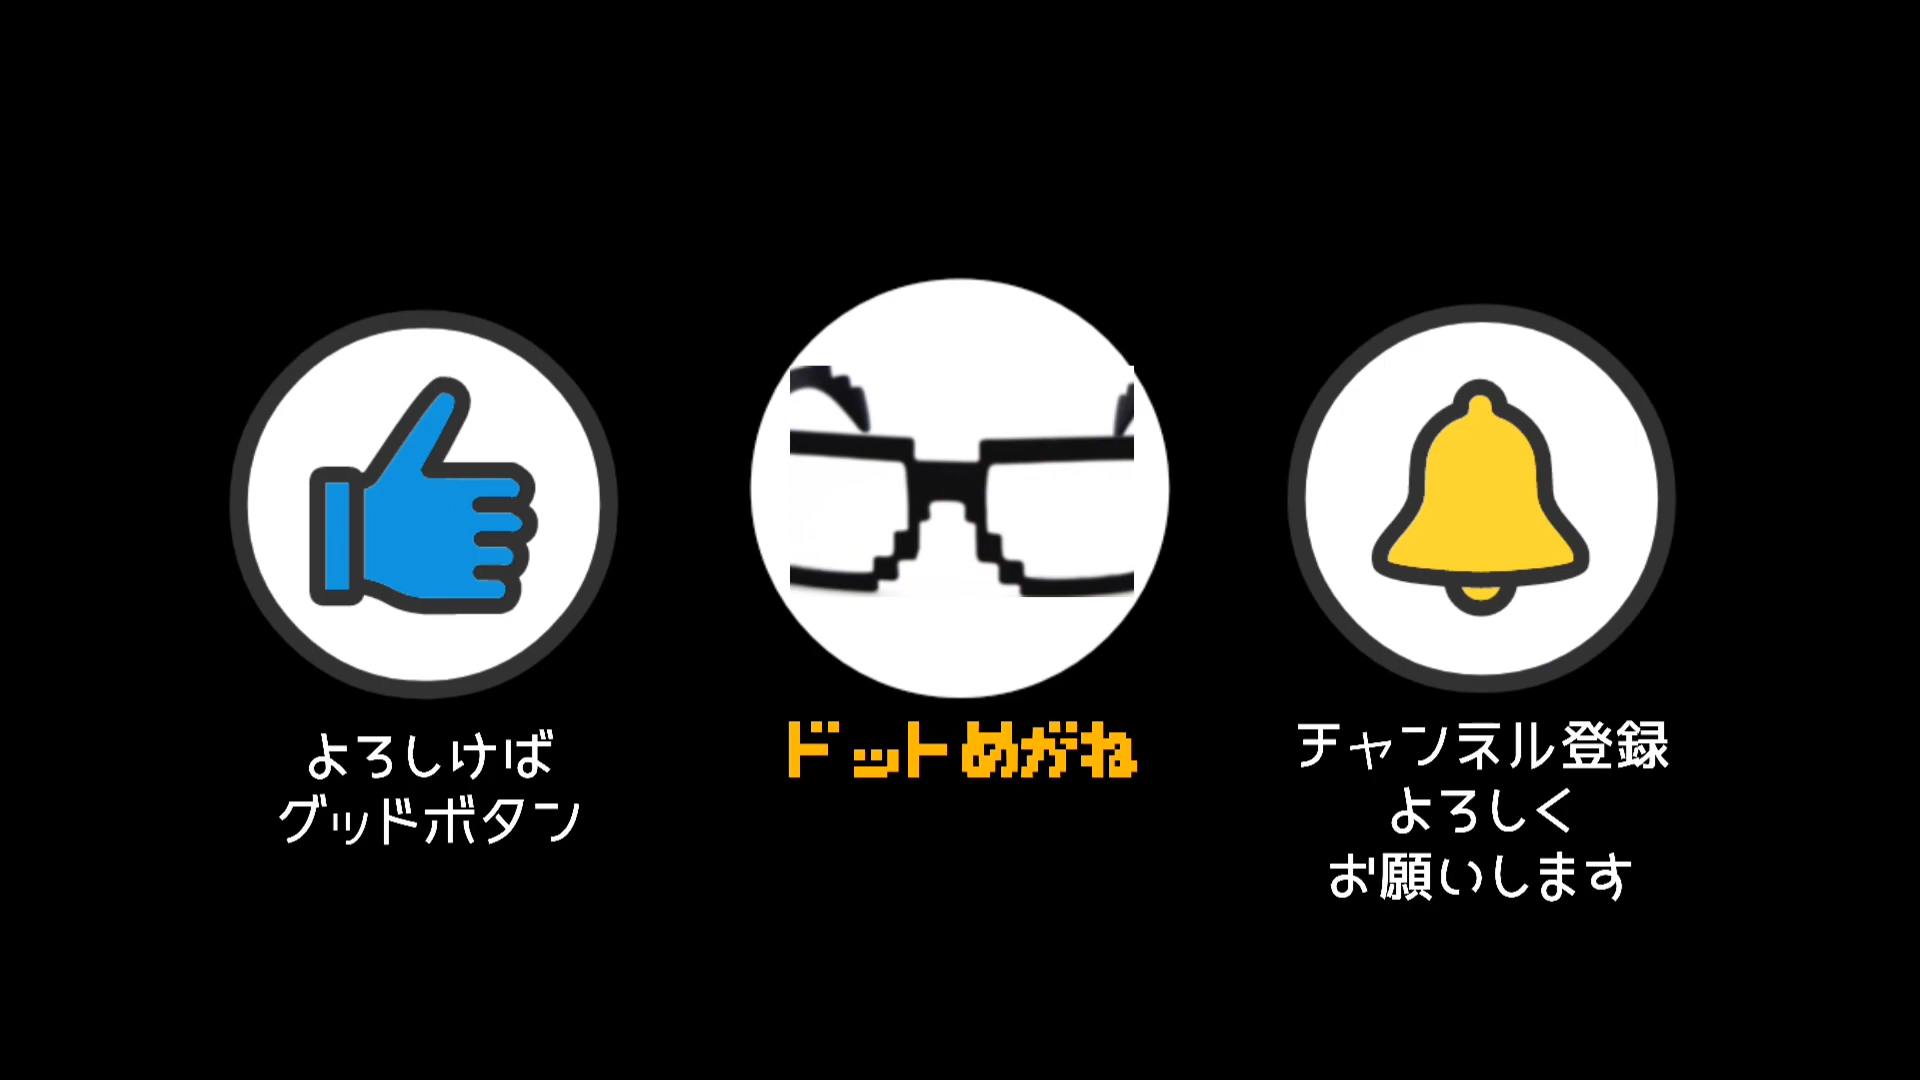 よろしけば
グッドボタン
ドットめがね
チャンネル登録
よろしく
お願いします